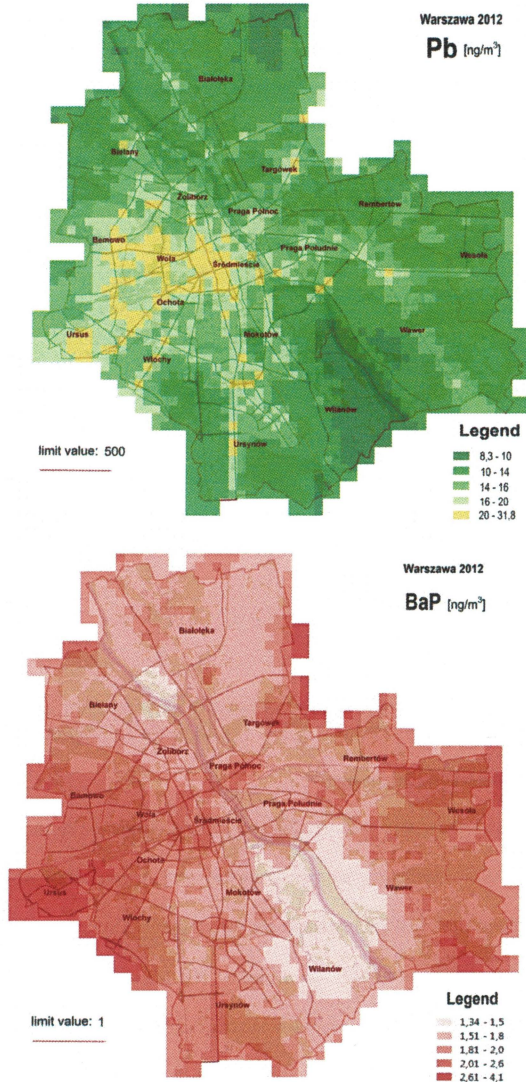 Warszawa 2012
Pb [ng/m³]
Białołęka
Bielany
Targówek
Żoliborz
Praga Północ
Rembertów
Bemowo
Wola
Śródmieście
Praga Południe
Wesoła
Ochota
Ursus
Włochy
Mokotów
Wawer
Wilanów
Ursynów
limit value: 500
Legend
8,3 - 10
10 - 14
14 - 16
16 - 20
20 - 31,8
Warszawa 2012
BaP [ng/m³]
Białołęka
Bielany
Targówek
Żoliborz
Praga Północ
Rembertów
Bemowo
Wola
Śródmieście
Praga Południe
Wesoła
Ochota
Ursus
Mokotów
Wawer
Włochy
Wilanów
Ursynów
limit value: 1
Legend
1,34 - 1,5
1,51 - 1,8
1,81 - 2,0
2,01 - 2,6
2,61 - 4,1